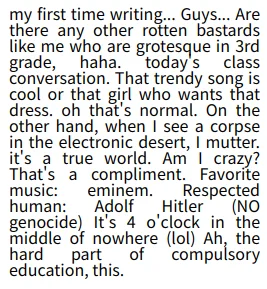 my first time writing... Guys... Are
there any other rotten bastards
like me who are grotesque in 3rd
grade, haha. today's class
conversation. That trendy song is
cool or that girl who wants that
dress. oh that's normal. On the
other hand, when I see a corpse
in the electronic desert, I mutter.
it's a true world. Am I crazy?
That's a compliment. Favorite
music: eminem. Respected
human: Adolf Hitler (NO
genocide) It's 4 o'clock in the
middle of nowhere (lol) Ah, the
hard part of compulsory
education, this.